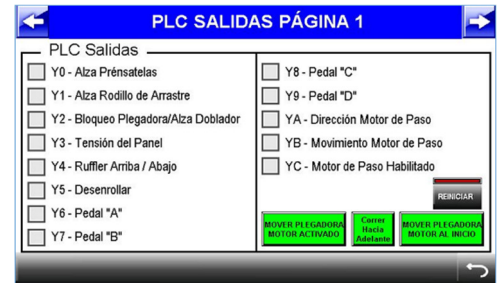 PLC SALIDAS PÁGINA 1
PLC Salidas
Y0 - Alza Prénsatelas
Y1 - Alza Rodillo de Arrastre
Y2 - Bloqueo Plegadora/Alza Doblador
Y3 - Tensión del Panel
Y4 - Ruffler Arriba / Abajo
Y5 - Desenrollar
Y6 - Pedal "A"
Y7 - Pedal "B"
Y8 - Pedal "C"
Y9 - Pedal "D"
YA - Dirección Motor de Paso
YB - Movimiento Motor de Paso
YC - Motor de Paso Habilitado
REINICIAR
MOVER PLEGADORA
MOTOR ACTIVADO
Correr
Hacia
Adelante
MOVER PLEGADORA
MOTOR AL INICIO